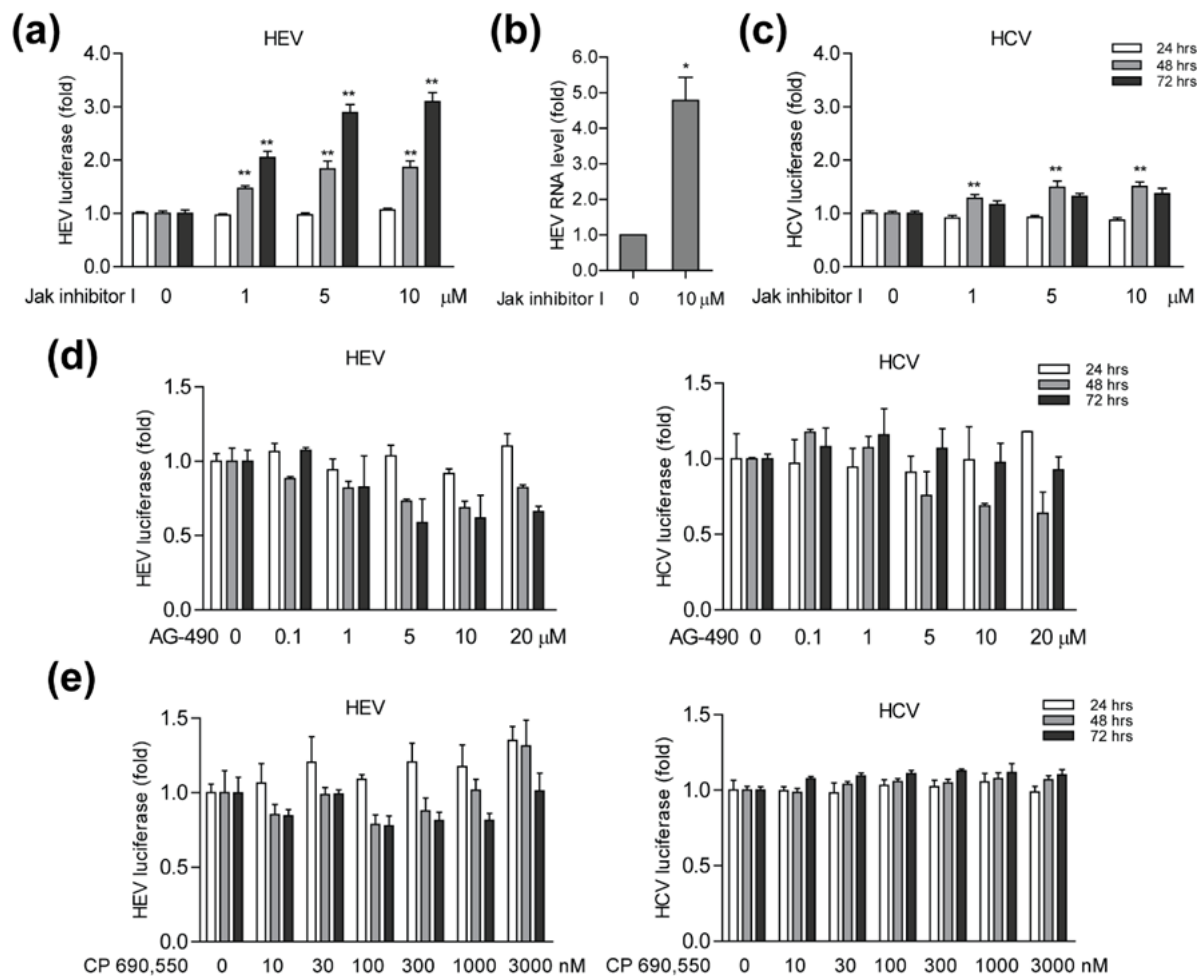 (a)
HEV
HEV luciferase (fold)
4.0
3.0
2.0
1.0
0.0
** ** ** ** ** **
Jak inhibitor I 0 1 5 10 μM
(b)
HEV RNA level (fold)
6.0
5.0
4.0
3.0
2.0
1.0
0.0
*
Jak inhibitor I 0 10 μM
(c)
HCV
HCV luciferase (fold)
4.0
3.0
2.0
1.0
0.0
** ** **
24 hrs
48 hrs
72 hrs
Jak inhibitor I 0 1 5 10 μM
(d)
HEV
HEV luciferase (fold)
1.5
1.0
0.5
0.0
AG-490 0 0.1 1 5 10 20 μM
HCV
HCV luciferase (fold)
1.5
1.0
0.5
0.0
24 hrs
48 hrs
72 hrs
AG-490 0 0.1 1 5 10 20 μM
(e)
HEV
HEV luciferase (fold)
1.5
1.0
0.5
0.0
CP 690,550 0 10 30 100 300 1000 3000 nM
HCV
HCV luciferase (fold)
1.5
1.0
0.5
0.0
24 hrs
48 hrs
72 hrs
CP 690,550 0 10 30 100 300 1000 3000 nM